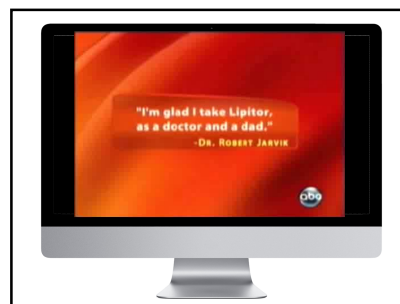 "I'm glad I take Lipitor,
as a doctor and a dad."
-DR. ROBERT JARVIK
abc